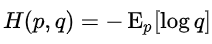 H(p, q) = − E_p[log q]